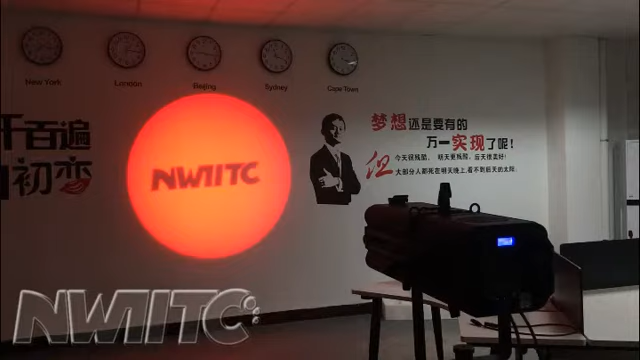 New York
London
Beijing
Sydney
Cape Town
千百遍
初恋
NWIITC
梦想还是要有的
万一实现了呢！
但
今天很残酷，明天更残酷，后天很美好！
大部分人都死在明天晚上，看不到后天的太阳
NWIITC